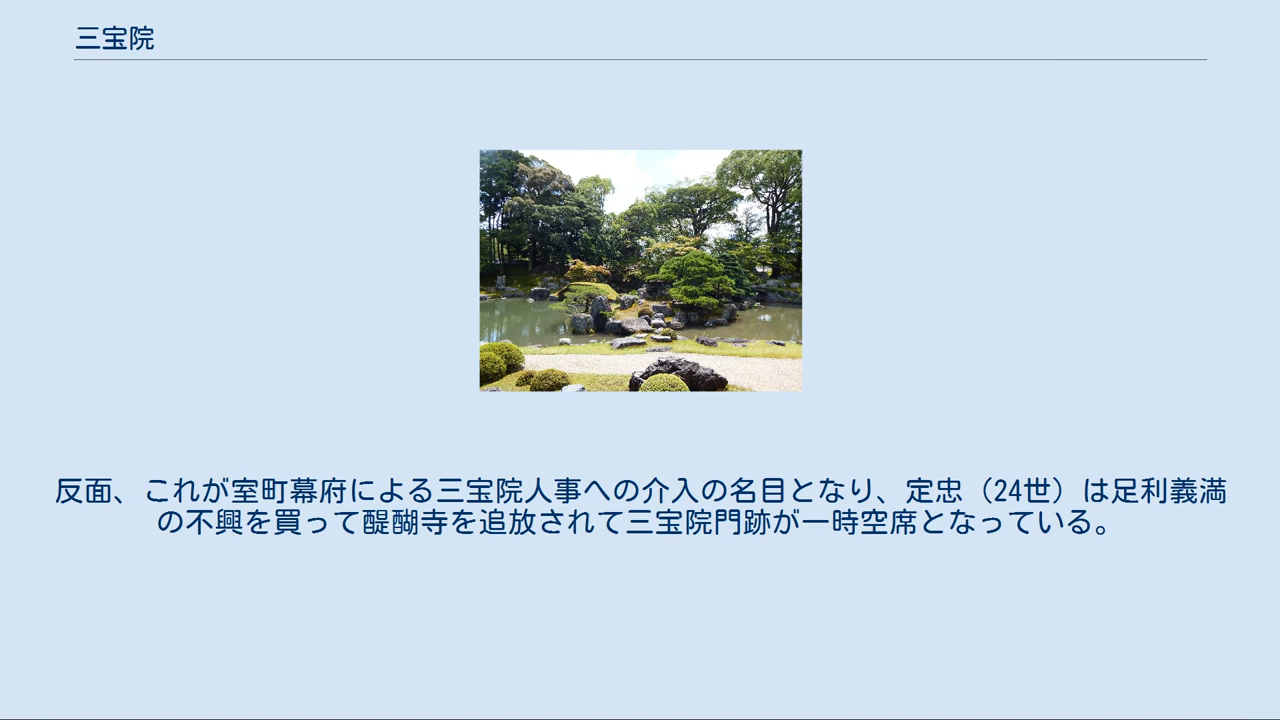 三宝院
反面、これが室町幕府による三宝院人事への介入の名目となり、定忠（24世）は足利義満
の不興を買って醍醐寺を追放されて三宝院門跡が一時空席となっている。